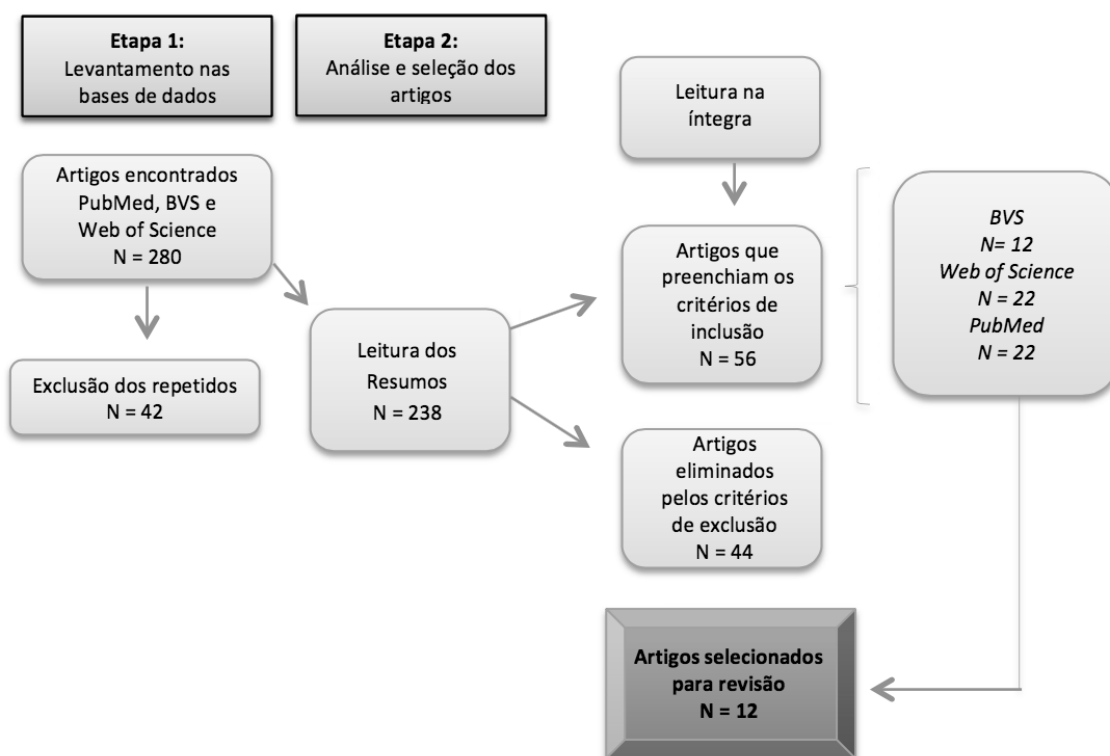 Etapa 1:
Levantamento nas
bases de dados
Etapa 2:
Análise e seleção dos
artigos
Leitura na
íntegra
Artigos encontrados
PubMed, BVS e
Web of Science
N = 280
Exclusão dos repetidos
N = 42
Leitura dos
Resumos
N = 238
Artigos que
preenchiam os
critérios de
inclusão
N = 56
BVS
N= 12
Web of Science
N = 22
PubMed
N = 22
Artigos
eliminados
pelos critérios
de exclusão
N = 44
Artigos selecionados
para revisão
N = 12